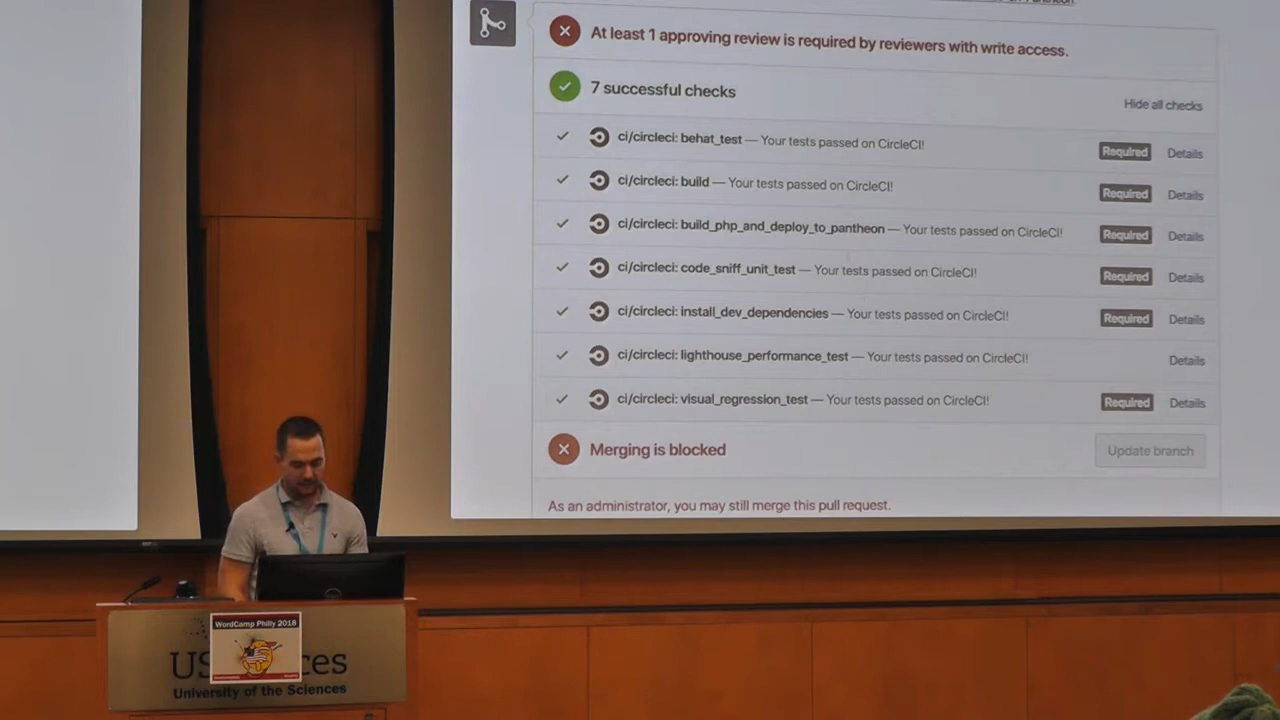 At least 1 approving review is required by reviewers with write access.
7 successful checks
Hide all checks
ci/circleci: behat_test — Your tests passed on CircleCI! Required Details
ci/circleci: build — Your tests passed on CircleCI! Required Details
ci/circleci: build_php_and_deploy_to_pantheon — Your tests passed on CircleCI! Required Details
ci/circleci: code_sniff_unit_test — Your tests passed on CircleCI! Required Details
ci/circleci: install_dev_dependencies — Your tests passed on CircleCI! Required Details
ci/circleci: lighthouse_performance_test — Your tests passed on CircleCI! Details
ci/circleci: visual_regression_test — Your tests passed on CircleCI! Required Details
Merging is blocked
Update branch
As an administrator, you may still merge this pull request.
WordCamp Philly 2018
University of the Sciences